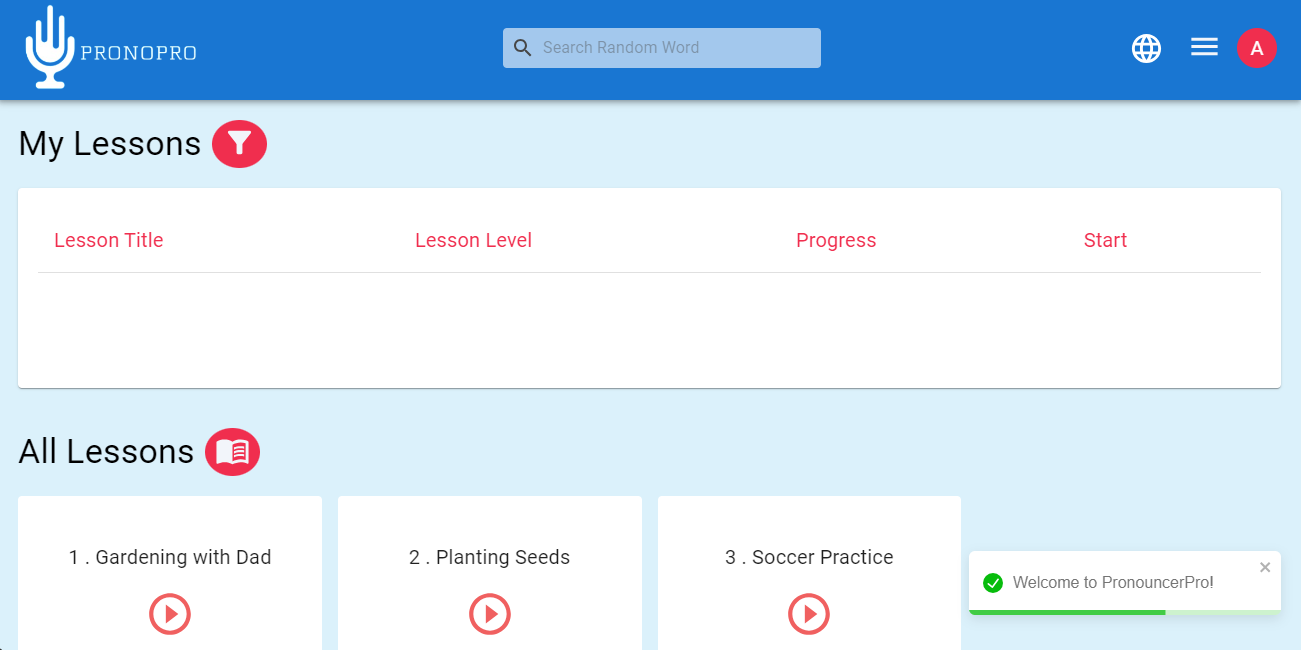 PRONOPRO
Search Random Word
A
My Lessons
Lesson Title Lesson Level Progress Start
All Lessons
1 . Gardening with Dad
2 . Planting Seeds
3 . Soccer Practice
Welcome to PronouncerPro!